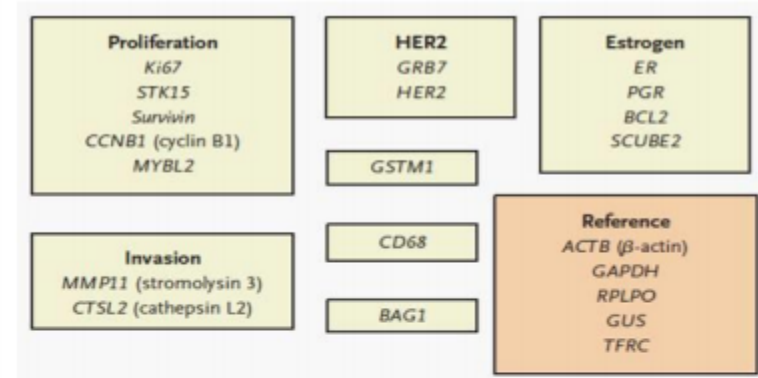 Proliferation
Ki67
STK15
Survivin
CCNB1 (cyclin B1)
MYBL2
HER2
GRB7
HER2
Estrogen
ER
PGR
BCL2
SCUBE2
GSTM1
Invasion
MMP11 (stromolysin 3)
CTSL2 (cathepsin L2)
CD68
BAG1
Reference
ACTB (β-actin)
GAPDH
RPLPO
GUS
TFRC